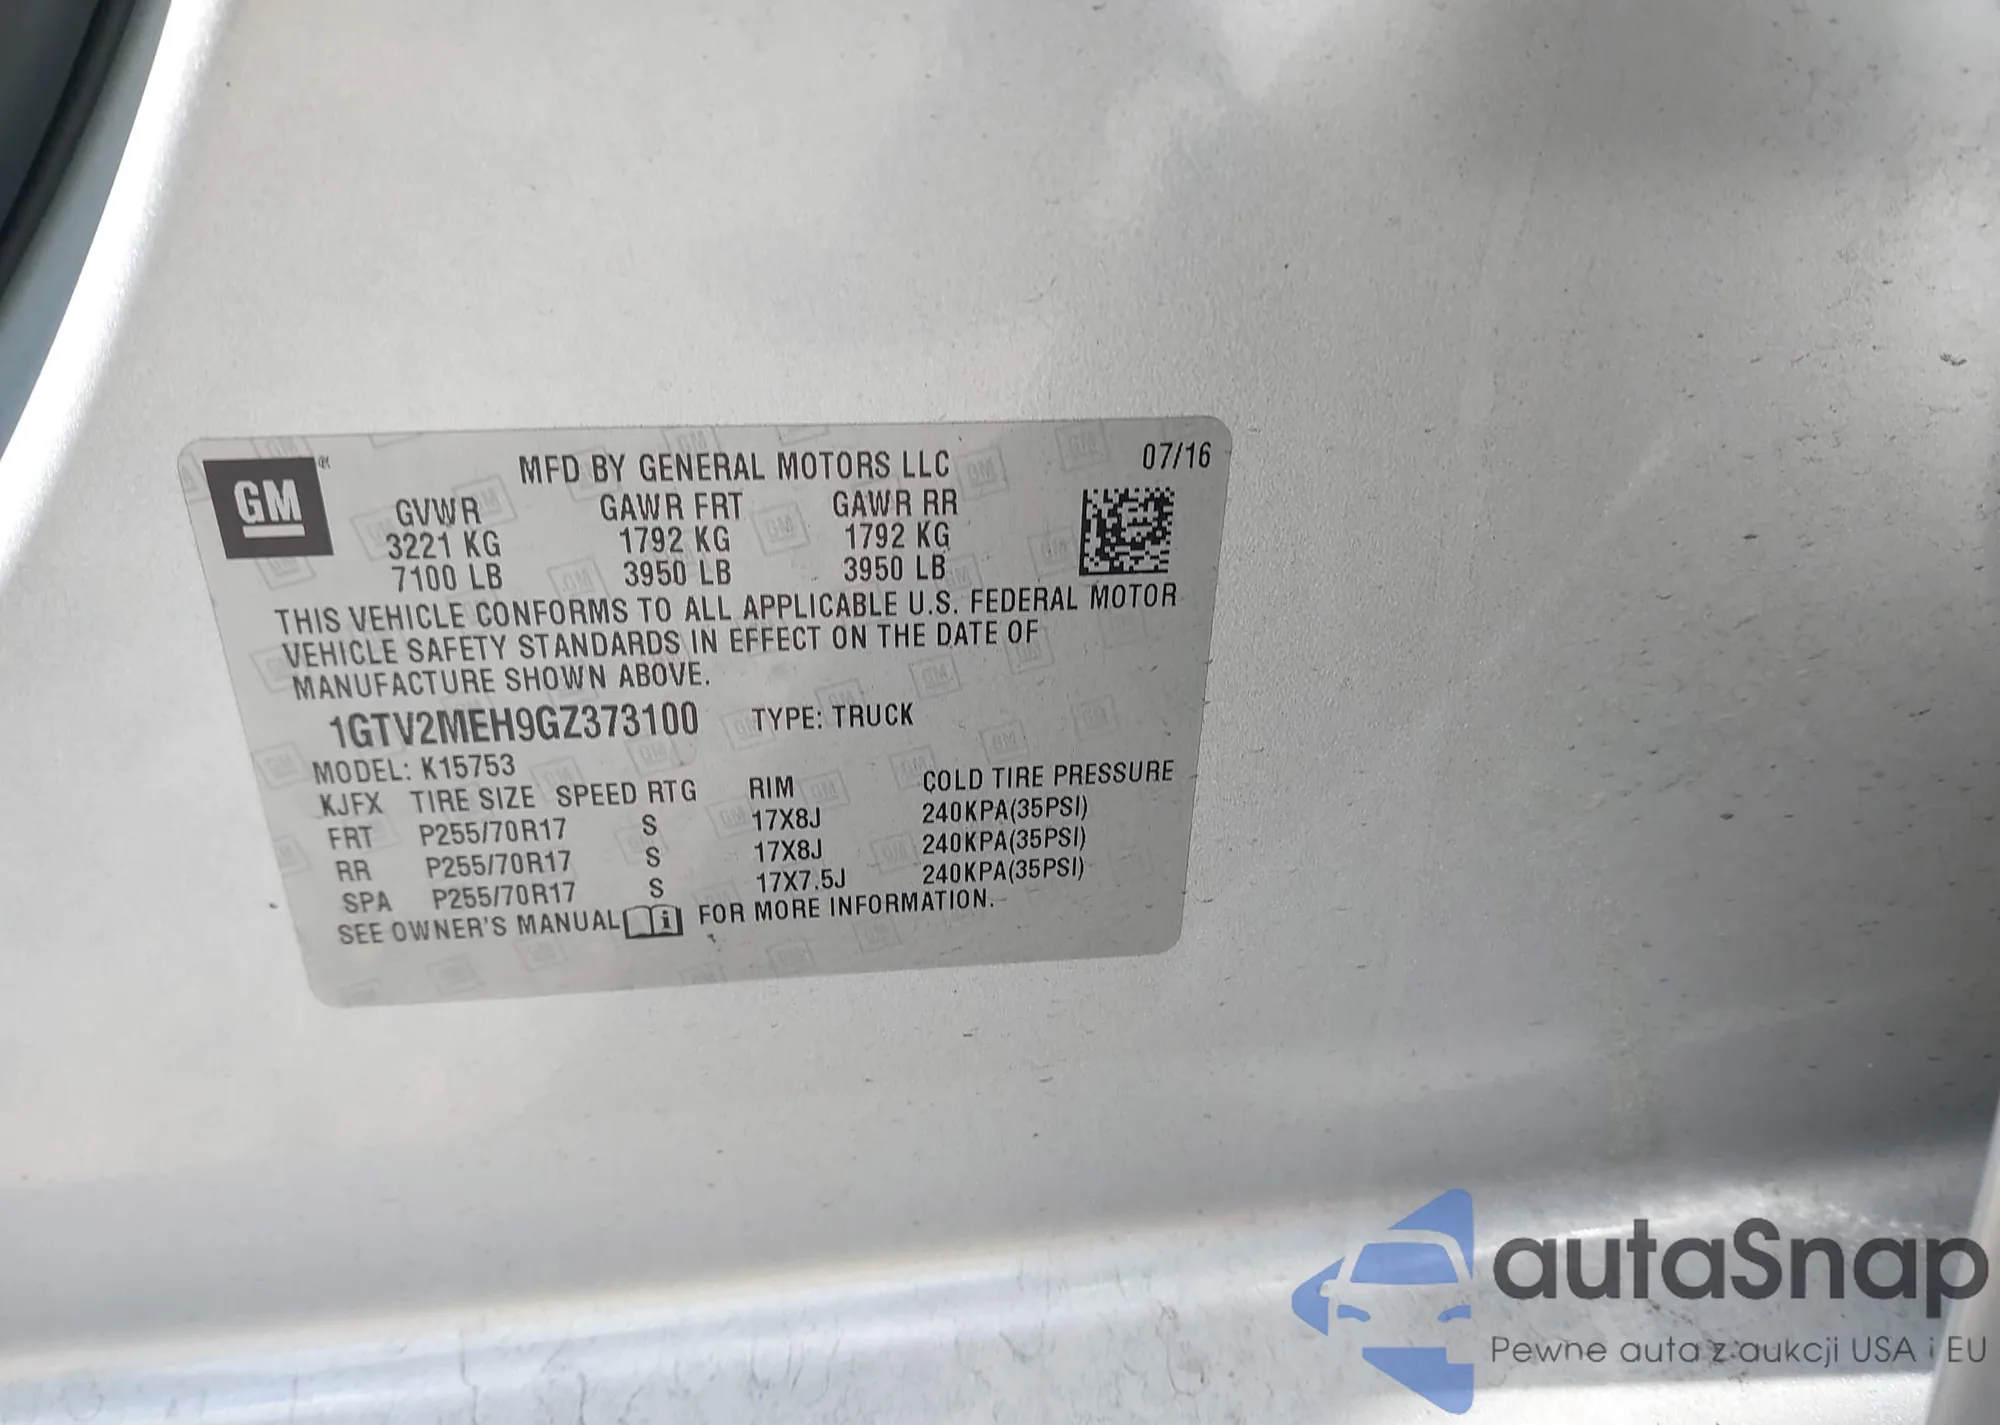 GM
MFD BY GENERAL MOTORS LLC 07/16
GVWR GAWR FRT GAWR RR
3221 KG 1792 KG 1792 KG
7100 LB 3950 LB 3950 LB
THIS VEHICLE CONFORMS TO ALL APPLICABLE U.S. FEDERAL MOTOR
VEHICLE SAFETY STANDARDS IN EFFECT ON THE DATE OF
MANUFACTURE SHOWN ABOVE.
1GTV2MEH9GZ373100 TYPE: TRUCK
MODEL: K15753
KJFX TIRE SIZE SPEED RTG RIM COLD TIRE PRESSURE
FRT P255/70R17 S 17X8J 240KPA(35PSI)
RR P255/70R17 S 17X8J 240KPA(35PSI)
SPA P255/70R17 S 17X7.5J 240KPA(35PSI)
SEE OWNER'S MANUAL i FOR MORE INFORMATION.
autaSnap
Pewne auta z aukcji USA i EU